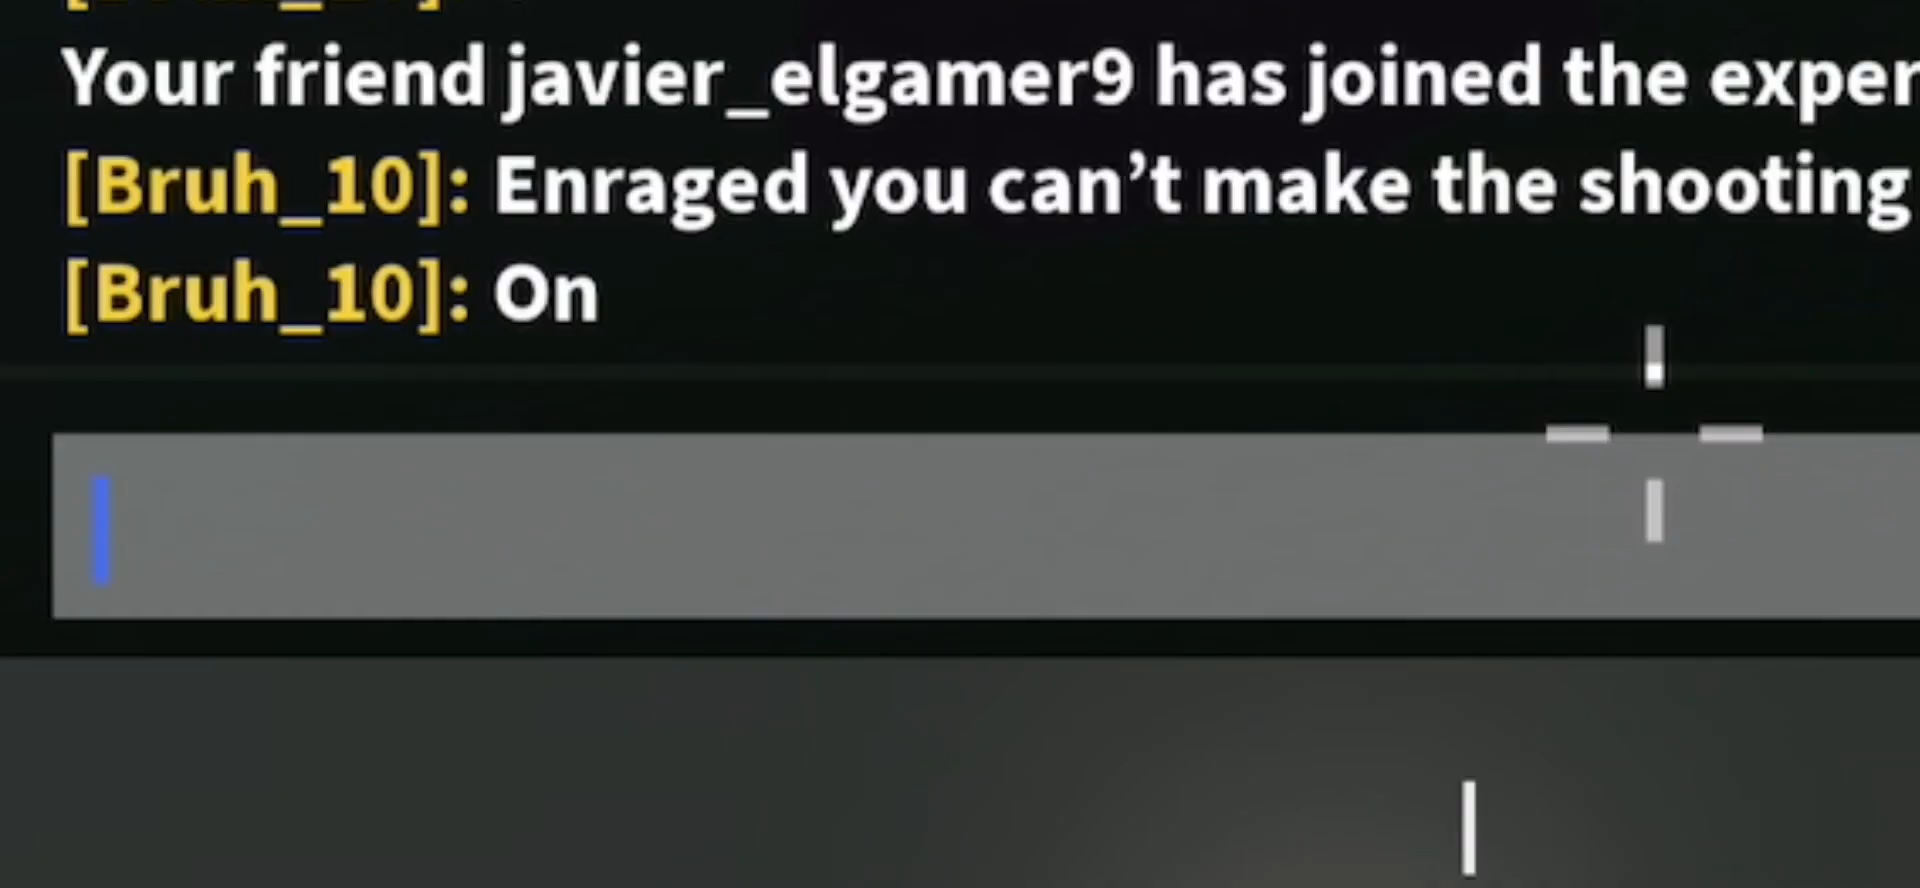 Your friend javier_elgamer9 has joined the exper
[Bruh_10]: Enraged you can’t make the shooting
[Bruh_10]: On